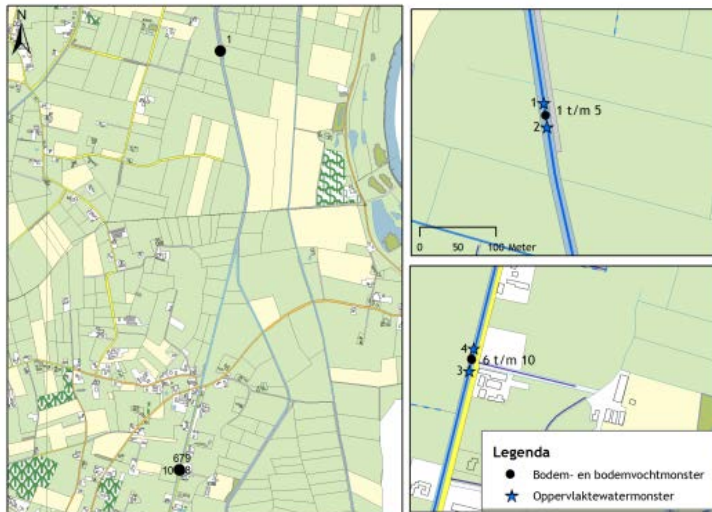 N
1
679
1
2
1 t/m 5
0 50 100 Meter
4
3
6 t/m 10
Legenda
Bodem- en bodemvochtmonster
Oppervlaktewatermonster